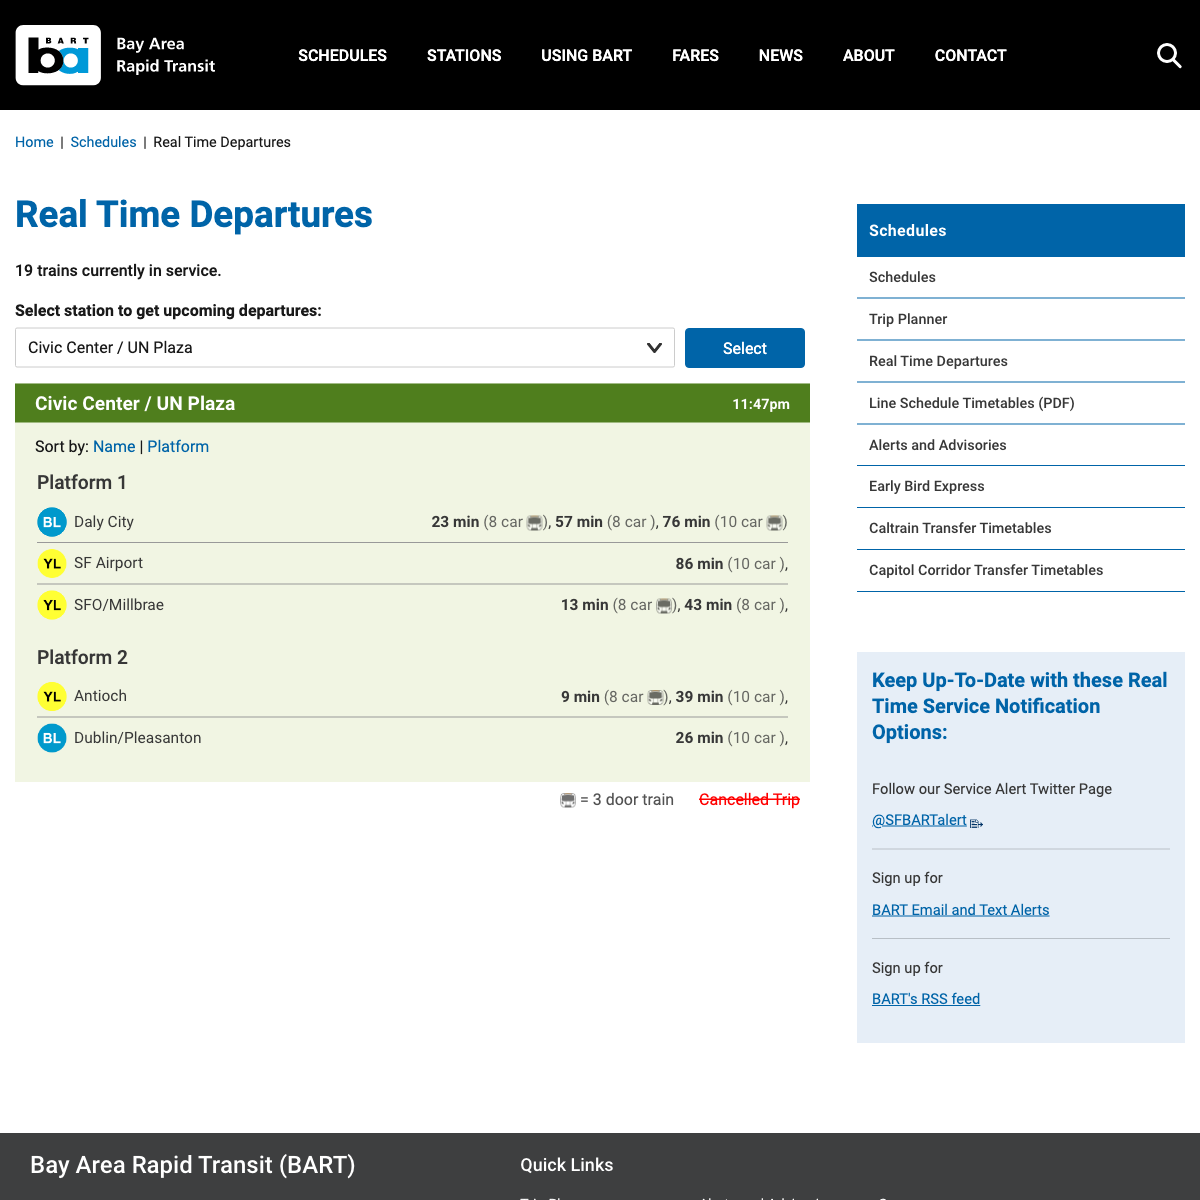 BART
ba
Bay Area
Rapid Transit
SCHEDULES STATIONS USING BART FARES NEWS ABOUT CONTACT
Home | Schedules | Real Time Departures
Real Time Departures
19 trains currently in service.
Select station to get upcoming departures:
Civic Center / UN Plaza
Select
Civic Center / UN Plaza 11:47pm
Sort by: Name | Platform
Platform 1
BL Daly City 23 min (8 car ), 57 min (8 car ), 76 min (10 car )
YL SF Airport 86 min (10 car ),
YL SFO/Millbrae 13 min (8 car ), 43 min (8 car ),
Platform 2
YL Antioch 9 min (8 car ), 39 min (10 car ),
BL Dublin/Pleasanton 26 min (10 car ),
= 3 door train Cancelled Trip
Schedules
Schedules
Trip Planner
Real Time Departures
Line Schedule Timetables (PDF)
Alerts and Advisories
Early Bird Express
Caltrain Transfer Timetables
Capitol Corridor Transfer Timetables
Keep Up-To-Date with these Real
Time Service Notification
Options:
Follow our Service Alert Twitter Page
@SFBARTalert
Sign up for
BART Email and Text Alerts
Sign up for
BART's RSS feed
Bay Area Rapid Transit (BART)
Quick Links